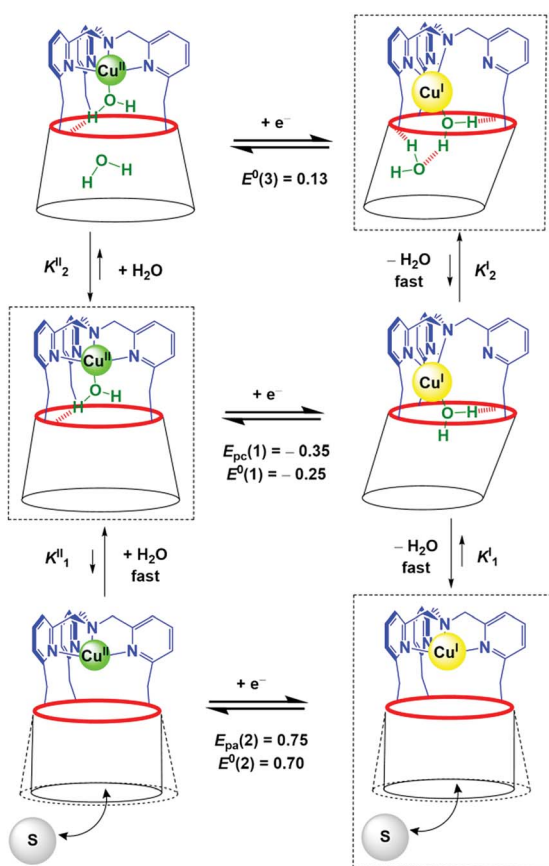 N
N
N
N
Cu^II
O
H
H
H
O
H
+ e⁻
E⁰(3) = 0.13
N
N
N
N
Cu^I
O
H
H
H
H
O
K^II_2
+ H₂O
− H₂O
fast
K^I_2
N
N
N
N
Cu^II
O
H
H
+ e⁻
E_pc(1) = − 0.35
E⁰(1) = − 0.25
N
N
N
N
Cu^I
O
H
H
K^II_1
+ H₂O
fast
− H₂O
fast
K^I_1
N
N
N
N
Cu^II
+ e⁻
E_pa(2) = 0.75
E⁰(2) = 0.70
N
N
N
N
Cu^I
S
S